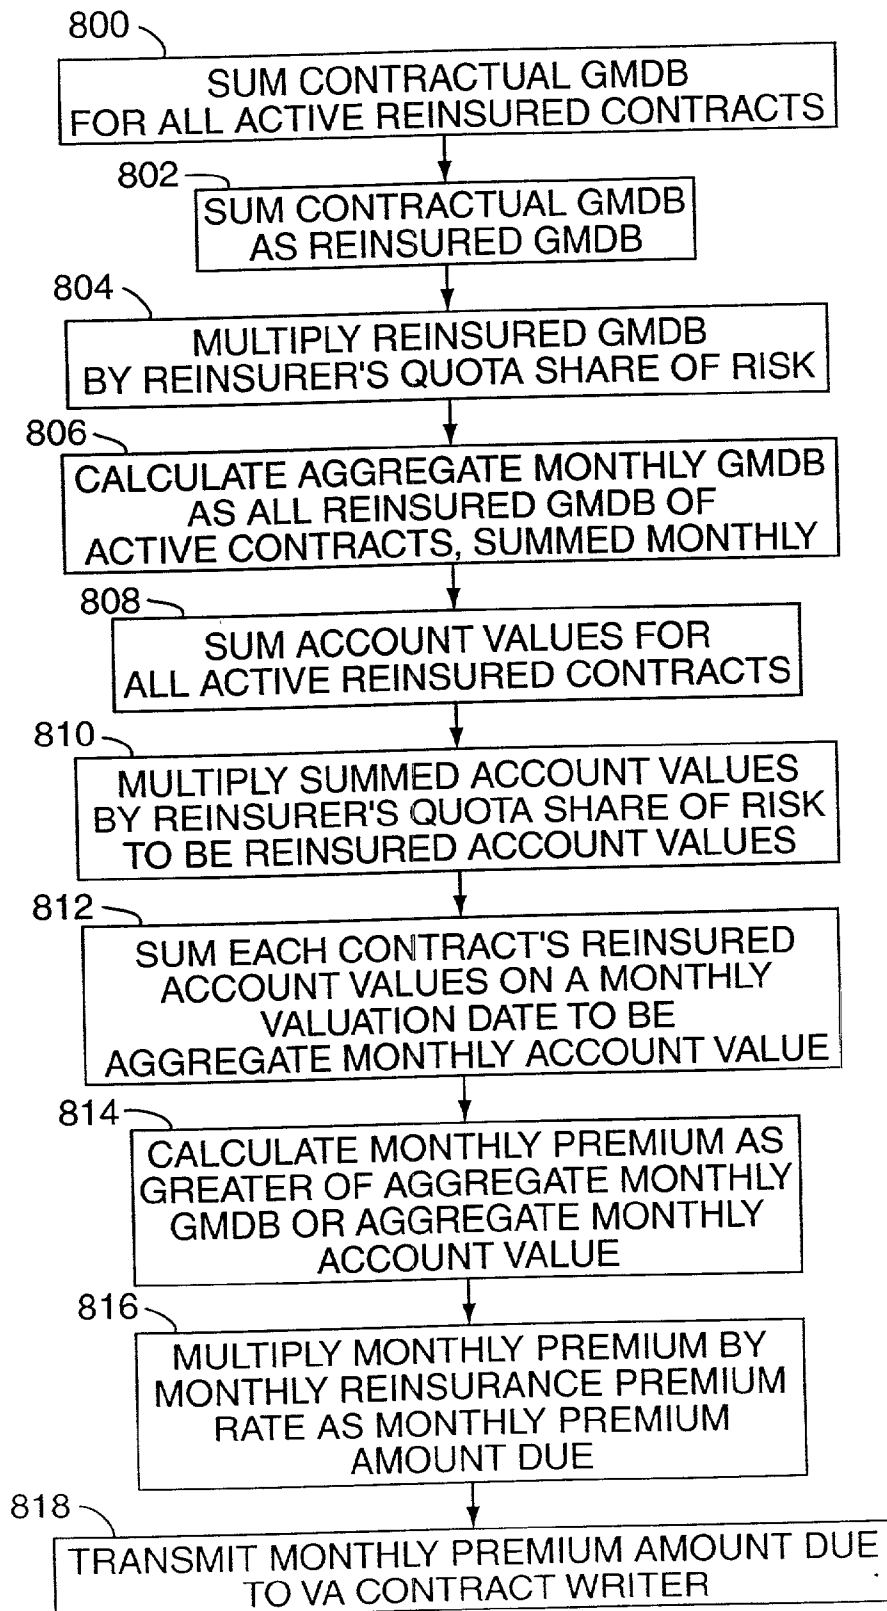 800
SUM CONTRACTUAL GMDB
FOR ALL ACTIVE REINSURED CONTRACTS
802
SUM CONTRACTUAL GMDB
AS REINSURED GMDB
804
MULTIPLY REINSURED GMDB
BY REINSURER'S QUOTA SHARE OF RISK
806
CALCULATE AGGREGATE MONTHLY GMDB
AS ALL REINSURED GMDB OF
ACTIVE CONTRACTS, SUMMED MONTHLY
808
SUM ACCOUNT VALUES FOR
ALL ACTIVE REINSURED CONTRACTS
810
MULTIPLY SUMMED ACCOUNT VALUES
BY REINSURER'S QUOTA SHARE OF RISK
TO BE REINSURED ACCOUNT VALUES
812
SUM EACH CONTRACT'S REINSURED
ACCOUNT VALUES ON A MONTHLY
VALUATION DATE TO BE
AGGREGATE MONTHLY ACCOUNT VALUE
814
CALCULATE MONTHLY PREMIUM AS
GREATER OF AGGREGATE MONTHLY
GMDB OR AGGREGATE MONTHLY
ACCOUNT VALUE
816
MULTIPLY MONTHLY PREMIUM BY
MONTHLY REINSURANCE PREMIUM
RATE AS MONTHLY PREMIUM
AMOUNT DUE
818
TRANSMIT MONTHLY PREMIUM AMOUNT DUE
TO VA CONTRACT WRITER